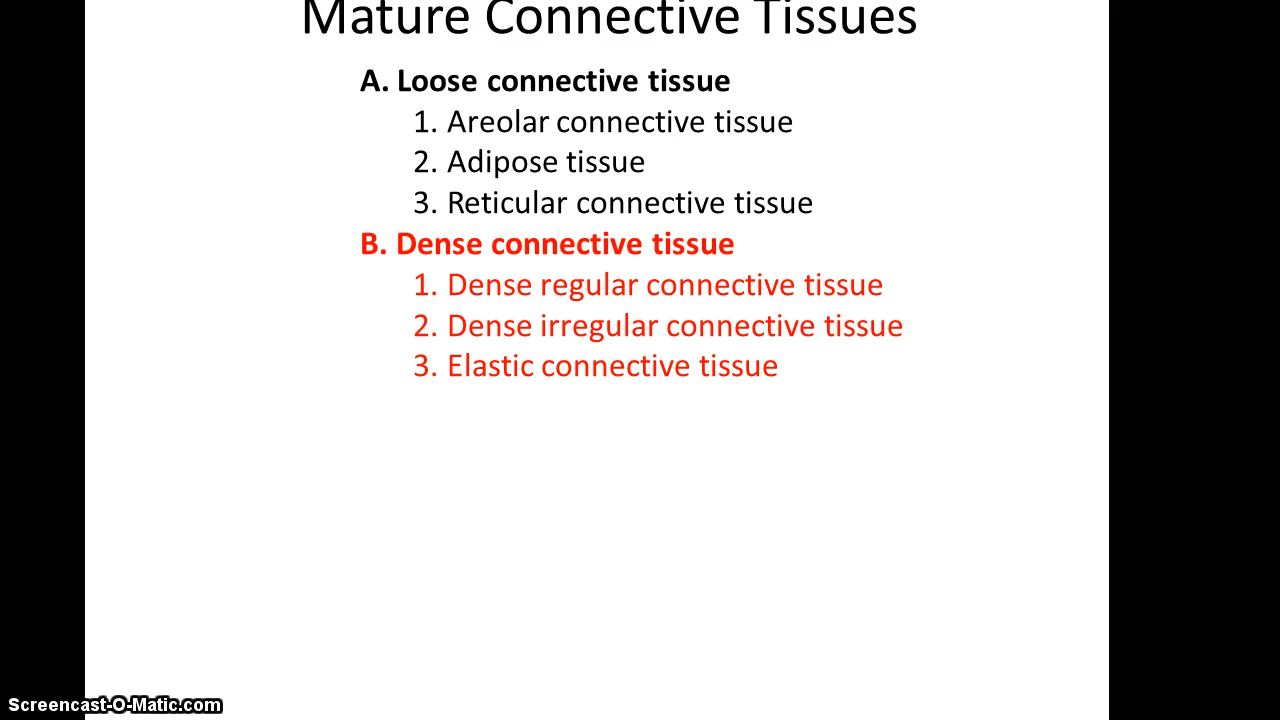 Mature Connective Tissues
A. Loose connective tissue
1. Areolar connective tissue
2. Adipose tissue
3. Reticular connective tissue
B. Dense connective tissue
1. Dense regular connective tissue
2. Dense irregular connective tissue
3. Elastic connective tissue
Screencast-O-Matic.com